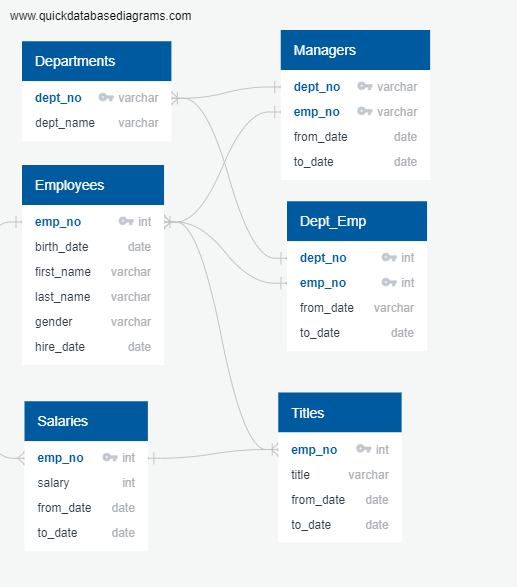 www.quickdatabasediagrams.com
Departments
dept_no varchar
dept_name varchar
Managers
dept_no varchar
emp_no varchar
from_date date
to_date date
Employees
emp_no int
birth_date date
first_name varchar
last_name varchar
gender varchar
hire_date date
Dept_Emp
dept_no int
emp_no int
from_date varchar
to_date date
Salaries
emp_no int
salary int
from_date date
to_date date
Titles
emp_no int
title varchar
from_date date
to_date date